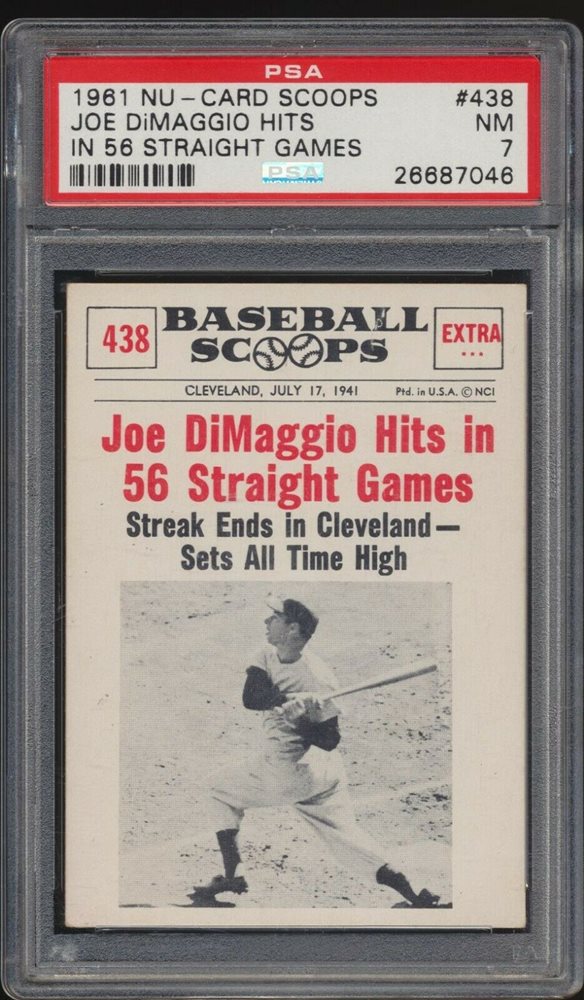 PSA
1961 NU-CARD SCOOPS #438
JOE DiMAGGIO HITS NM
IN 56 STRAIGHT GAMES 7
PSA
26687046
438 BASEBALL SCOOPS EXTRA
CLEVELAND, JULY 17, 1941 Ptd. in U.S.A. © NCI
Joe DiMaggio Hits in
56 Straight Games
Streak Ends in Cleveland—
Sets All Time High